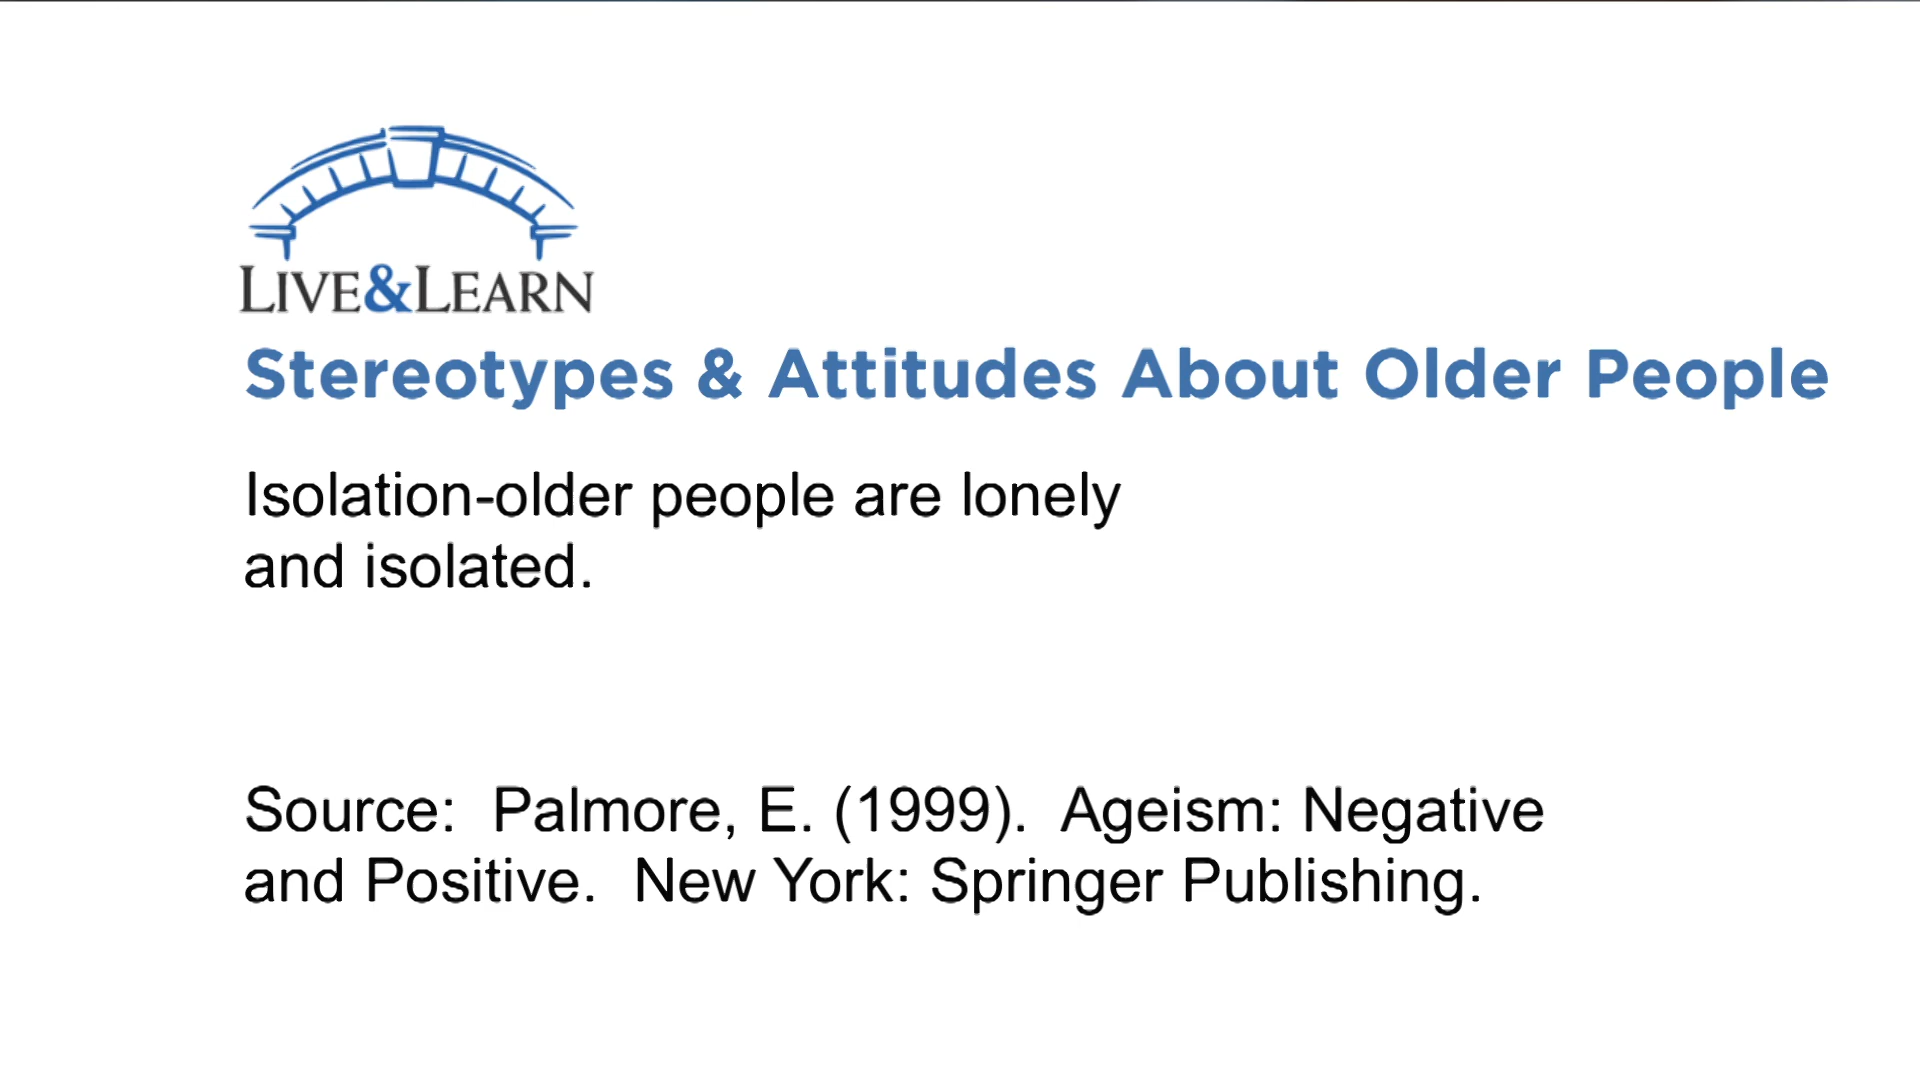 LIVE&LEARN
Stereotypes & Attitudes About Older People
Isolation-older people are lonely
and isolated.
Source:  Palmore, E. (1999).  Ageism: Negative
and Positive.  New York: Springer Publishing.